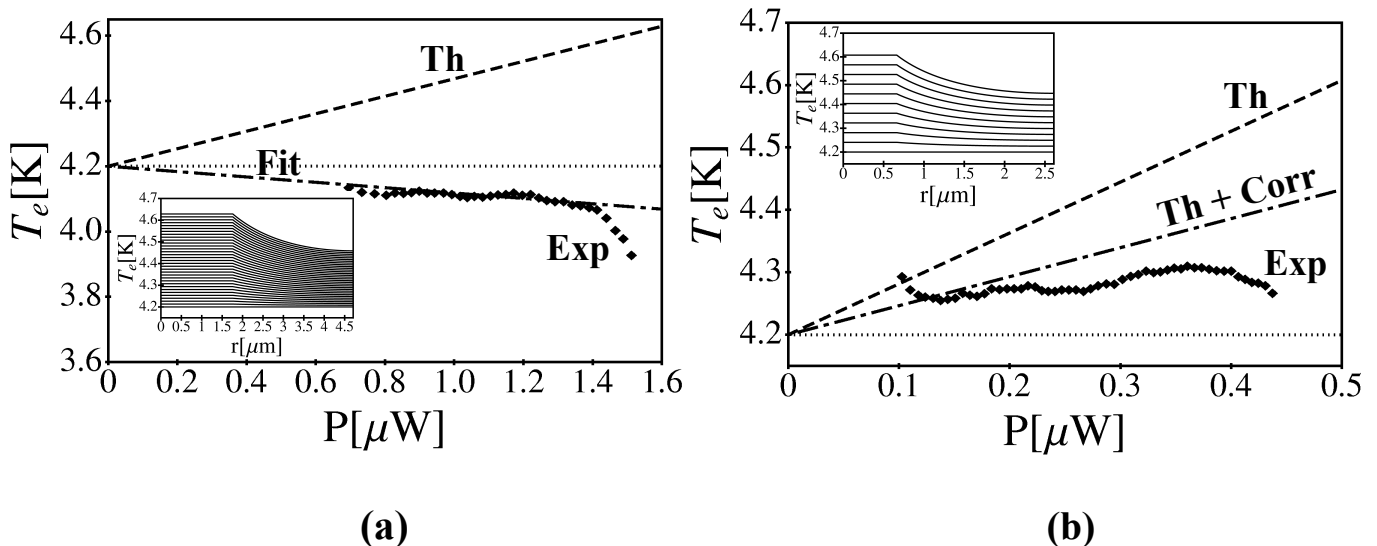 4.6
4.4
4.2
4.0
3.8
3.6
T_e[K]
Th
Fit
Exp
4.7
4.6
4.5
4.4
4.3
4.2
T_e[K]
0 0.5 1 1.5 2 2.5 3 3.5 4 4.5
r[μm]
0 0.2 0.4 0.6 0.8 1.0 1.2 1.4 1.6
P[μW]
(a)
4.7
4.6
4.5
4.4
4.3
4.2
T_e[K]
4.7
4.6
4.5
4.4
4.3
4.2
T_e[K]
0 0.5 1 1.5 2 2.5
r[μm]
Th
Th + Corr
Exp
0 0.1 0.2 0.3 0.4 0.5
P[μW]
(b)